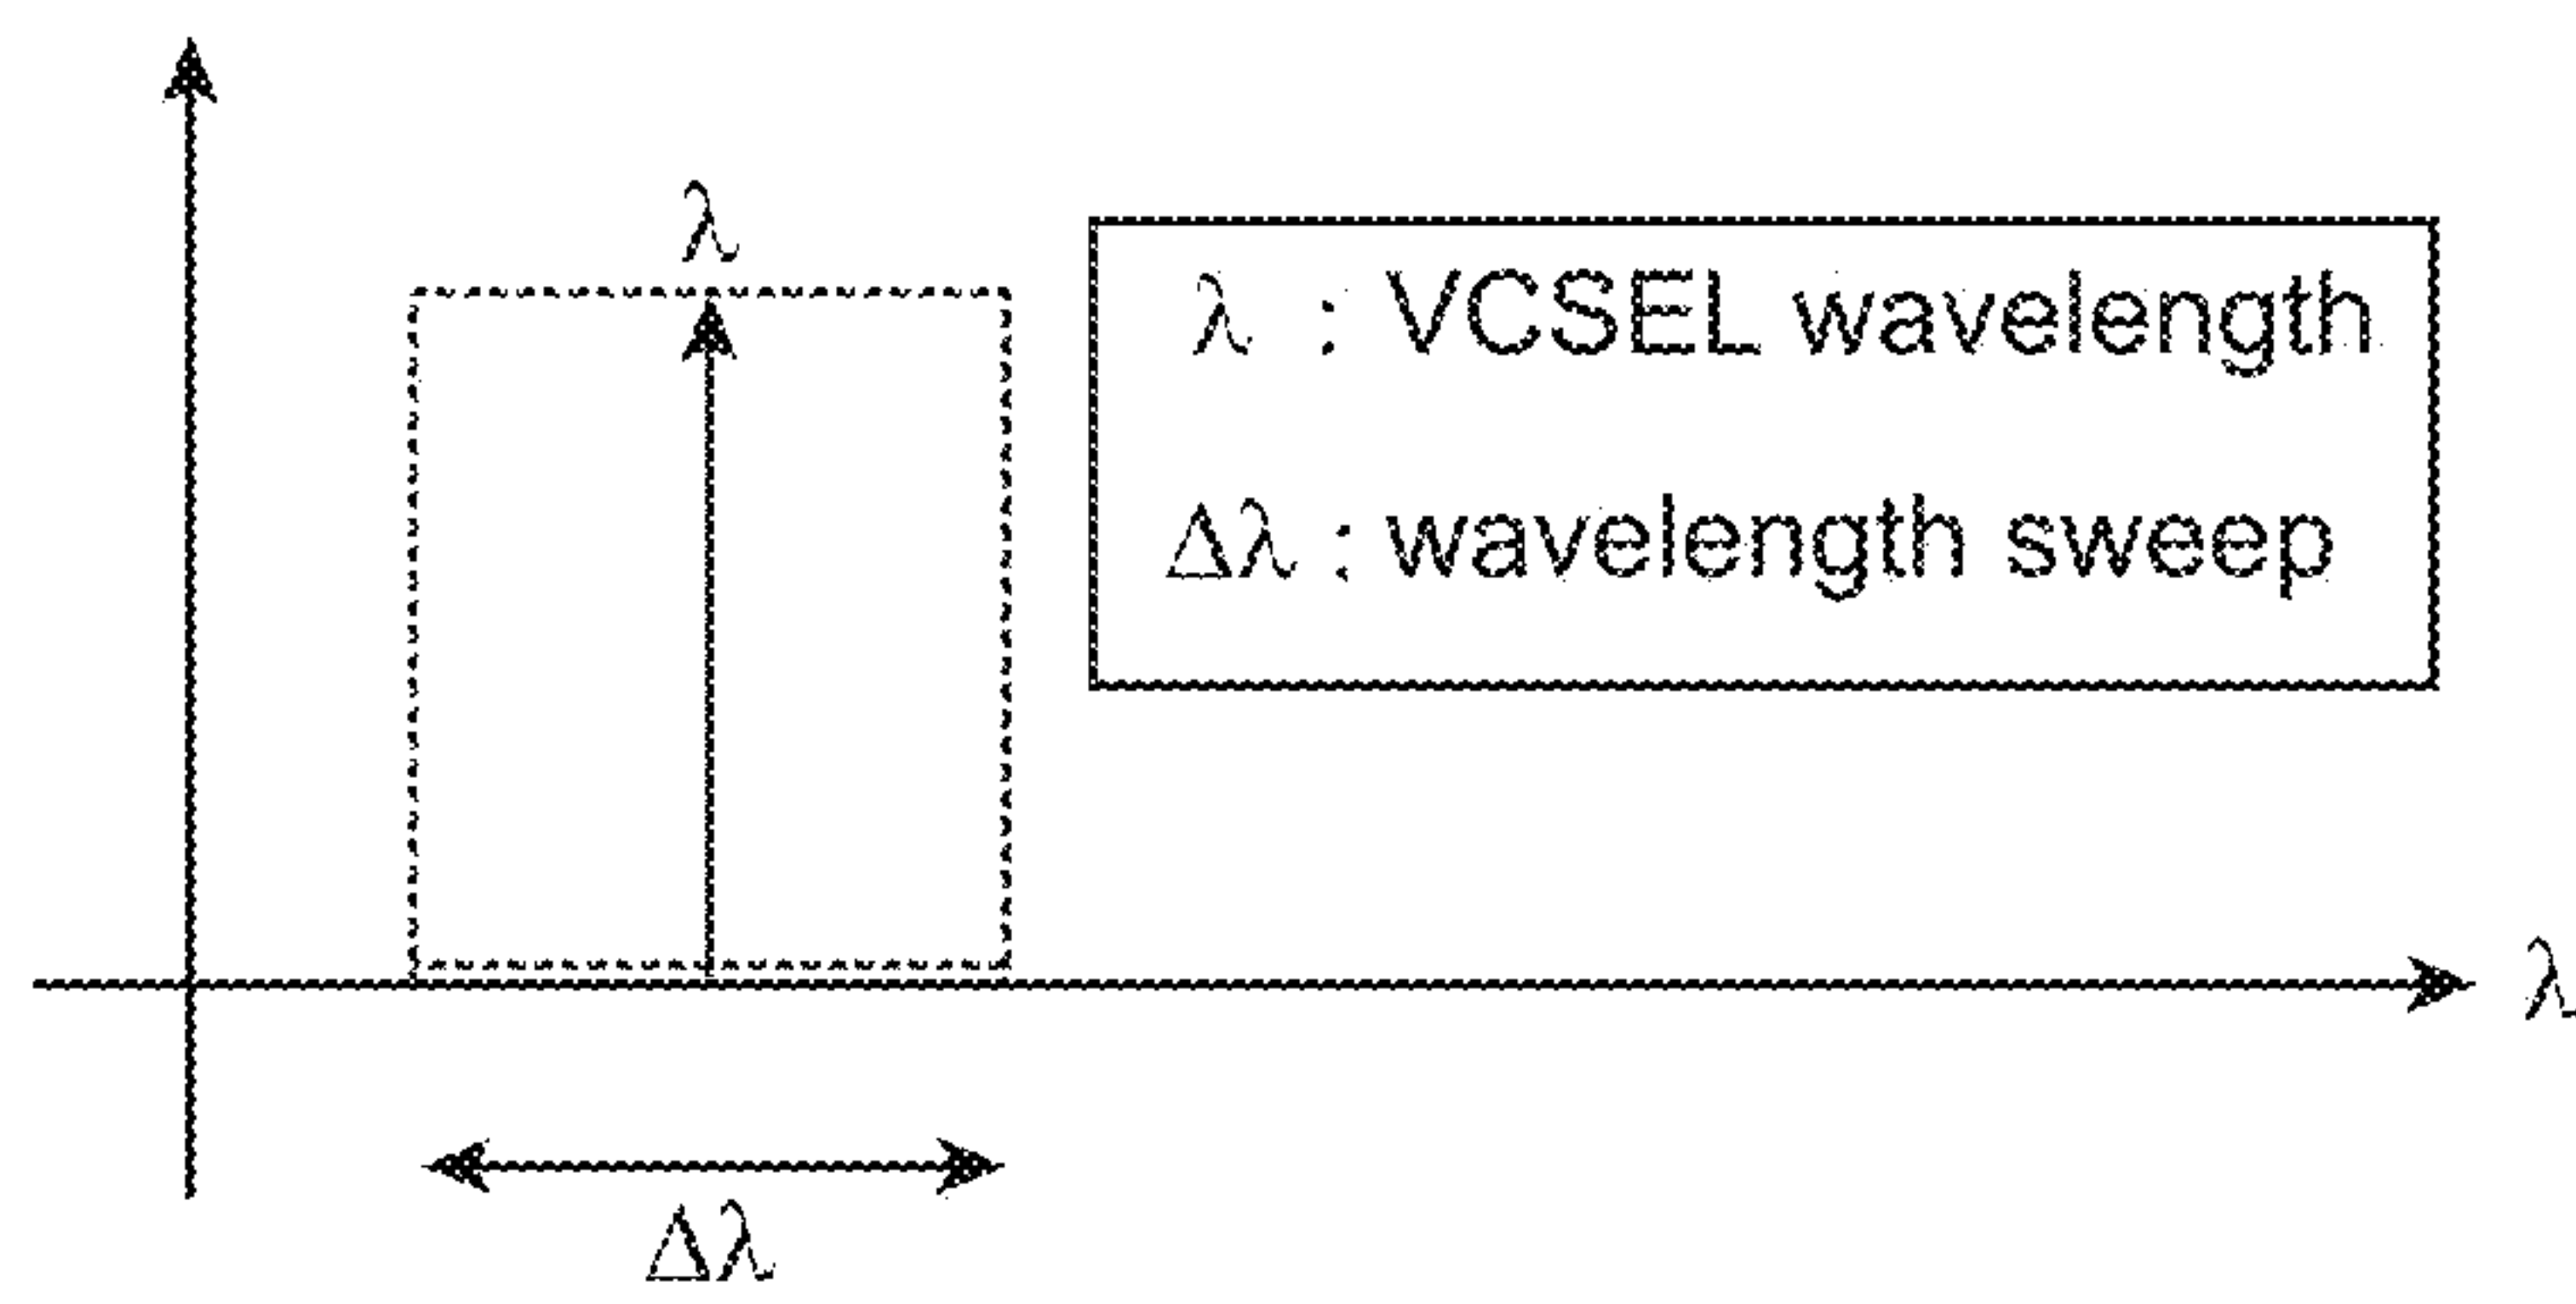 λ
λ : VCSEL wavelength
Δλ : wavelength sweep
λ
Δλ